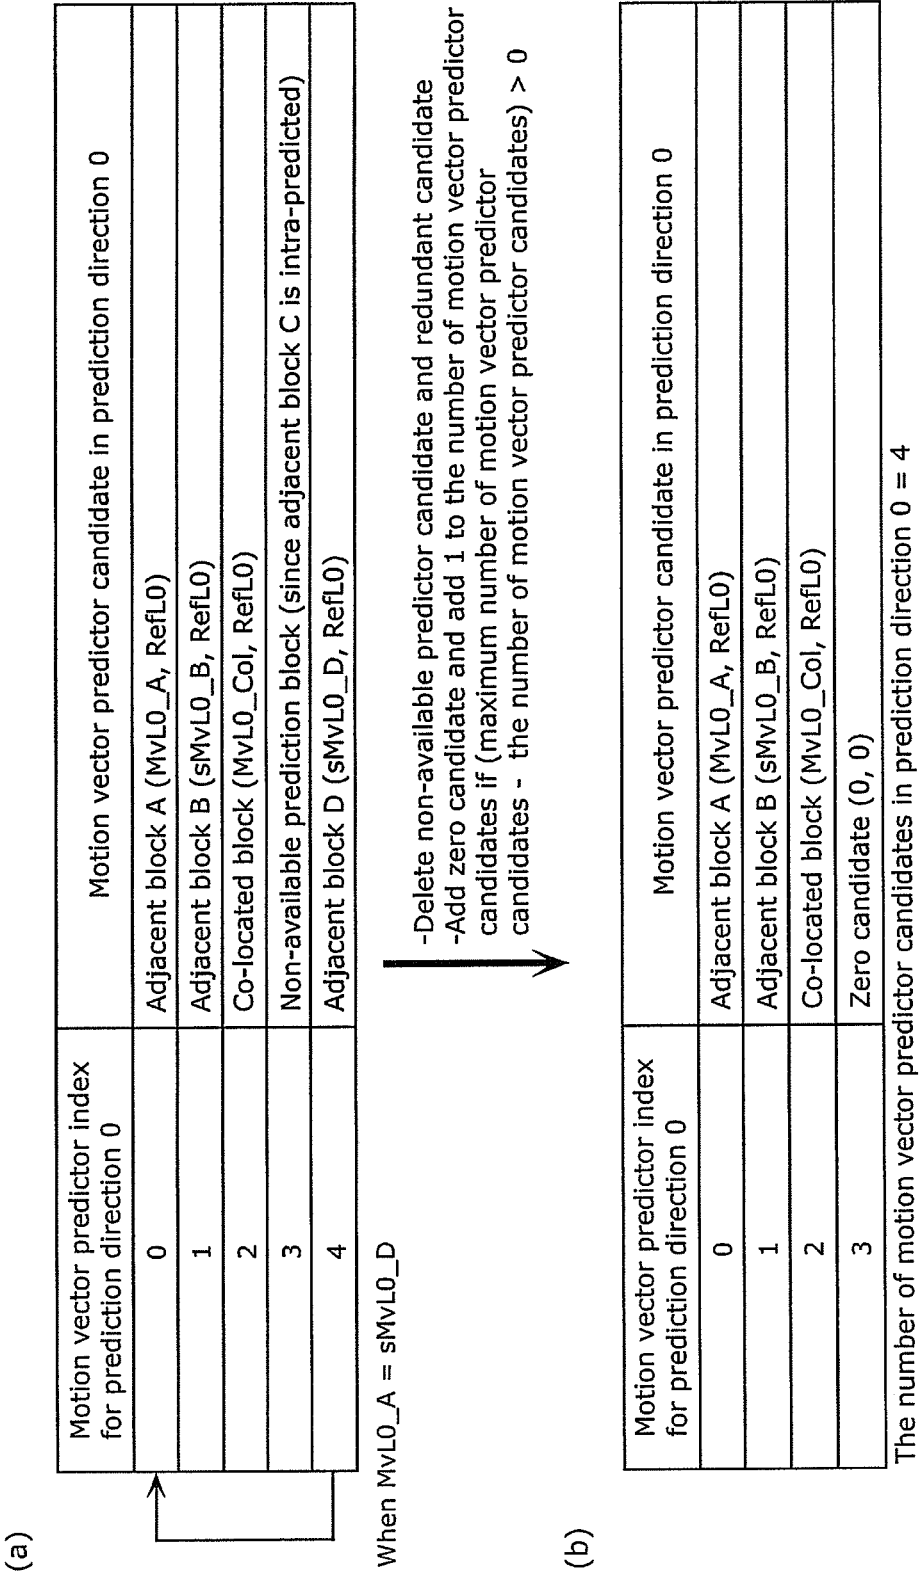 (a)
Motion vector predictor index
for prediction direction 0
Motion vector predictor candidate in prediction direction 0
0
Adjacent block A (MvL0_A, RefL0)
1
Adjacent block B (sMvL0_B, RefL0)
2
Co-located block (MvL0_Col, RefL0)
3
Non-available prediction block (since adjacent block C is intra-predicted)
4
Adjacent block D (sMvL0_D, RefL0)
When MvL0_A = sMvL0_D
-Delete non-available predictor candidate and redundant candidate
-Add zero candidate and add 1 to the number of motion vector predictor
candidates if (maximum number of motion vector predictor
candidates - the number of motion vector predictor candidates) > 0
(b)
Motion vector predictor index
for prediction direction 0
Motion vector predictor candidate in prediction direction 0
0
Adjacent block A (MvL0_A, RefL0)
1
Adjacent block B (sMvL0_B, RefL0)
2
Co-located block (MvL0_Col, RefL0)
3
Zero candidate (0, 0)
The number of motion vector predictor candidates in prediction direction 0 = 4